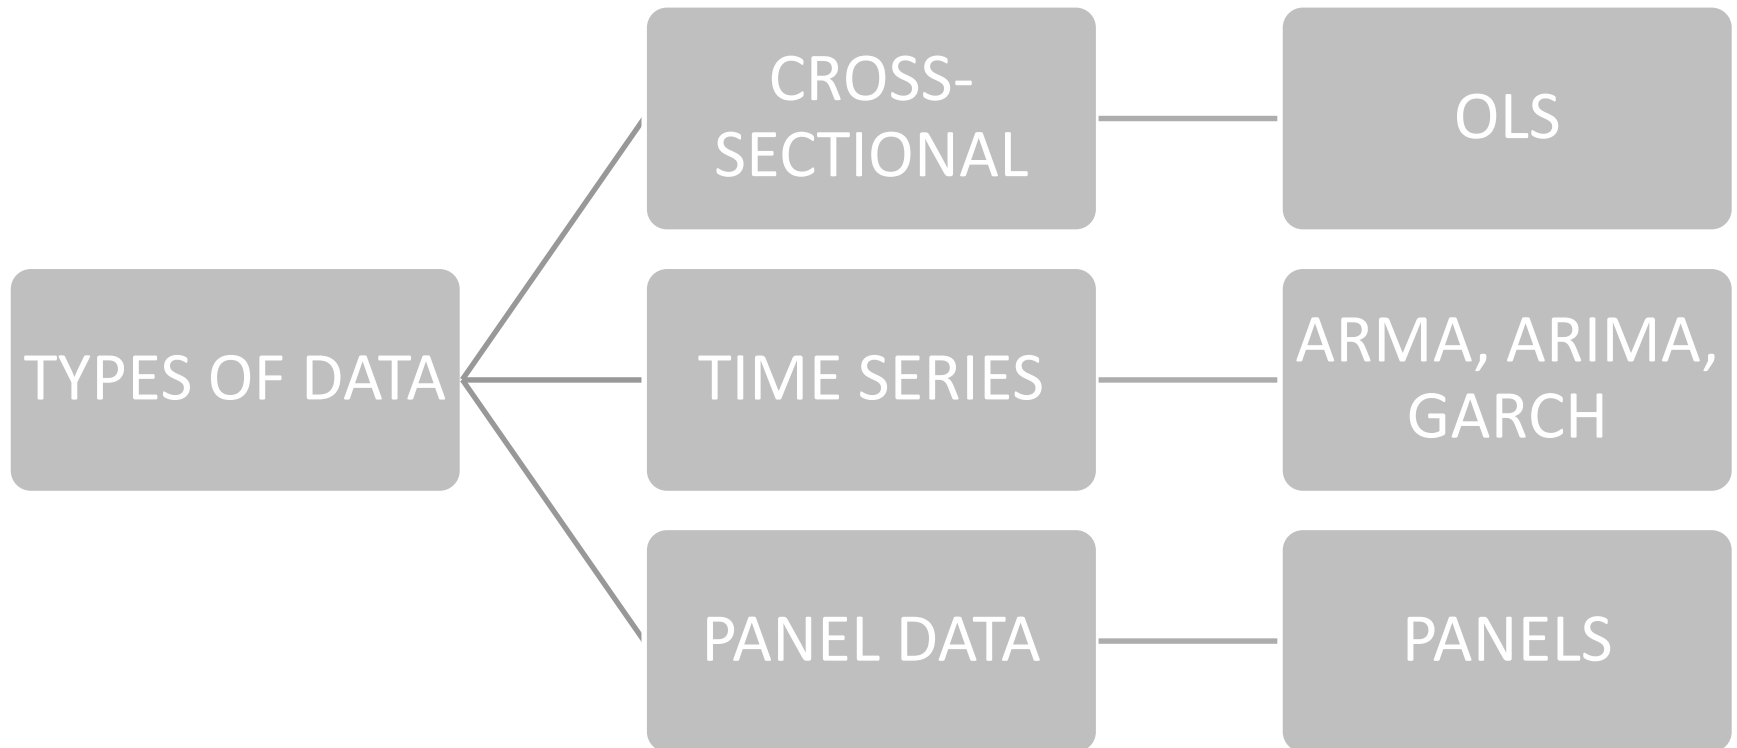 CROSS-
SECTIONAL
OLS
TYPES OF DATA
TIME SERIES
ARMA, ARIMA,
GARCH
PANEL DATA
PANELS